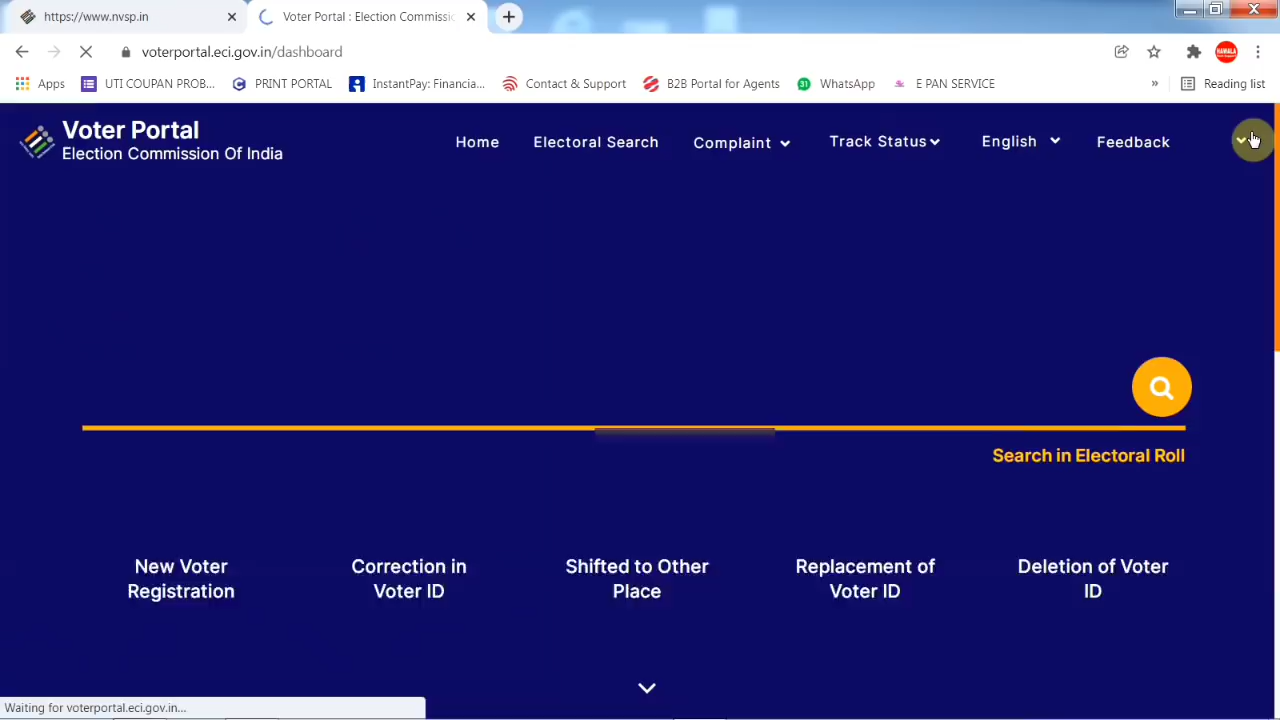 https://www.nvsp.in
Voter Portal : Election Commissic
voterportal.eci.gov.in/dashboard
Apps
UTI COUPAN PROB...
PRINT PORTAL
InstantPay: Financia...
Contact & Support
B2B Portal for Agents
31
WhatsApp
E PAN SERVICE
»
Reading list
Voter Portal
Election Commission Of India
Home
Electoral Search
Complaint
Track Status
English
Feedback
Search in Electoral Roll
New Voter
Registration
Correction in
Voter ID
Shifted to Other
Place
Replacement of
Voter ID
Deletion of Voter
ID
Waiting for voterportal.eci.gov.in...